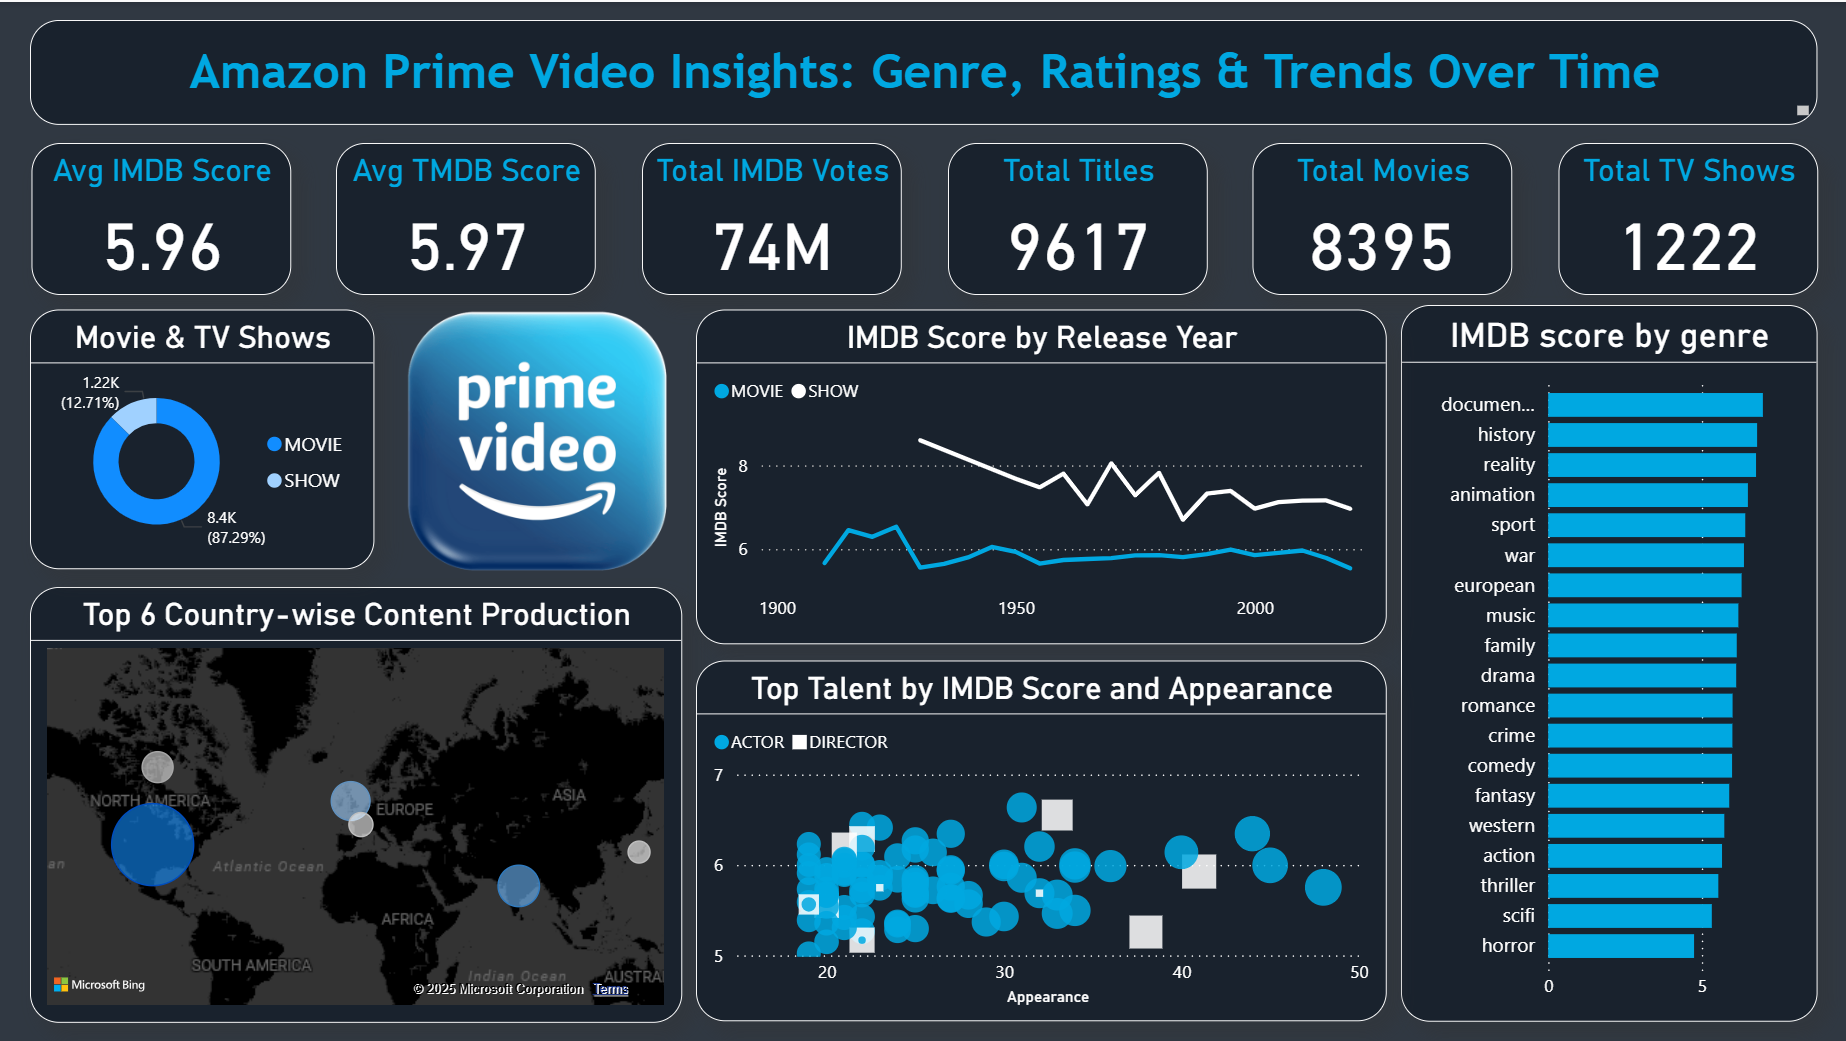 Amazon Prime Video Insights: Genre, Ratings & Trends Over Time
Avg IMDB Score
5.96
Avg TMDB Score
5.97
Total IMDB Votes
74M
Total Titles
9617
Total Movies
8395
Total TV Shows
1222
Movie & TV Shows
1.22K
(12.71%)
8.4K
(87.29%)
MOVIE
SHOW
prime
video
IMDB Score by Release Year
MOVIE SHOW
IMDB Score
8
6
1900 1950 2000
IMDB score by genre
documen...
history
reality
animation
sport
war
european
music
family
drama
romance
crime
comedy
fantasy
western
action
thriller
scifi
horror
0 5
Top 6 Country-wise Content Production
NORTH AMERICA
EUROPE
ASIA
an
Atlantic Ocean
AFRICA
SOUTH AMERICA
Indian Ocean
AUSTRA
Microsoft Bing
© 2025 Microsoft Corporation Terms
Top Talent by IMDB Score and Appearance
ACTOR DIRECTOR
7
6
5
20 30 40 50
Appearance